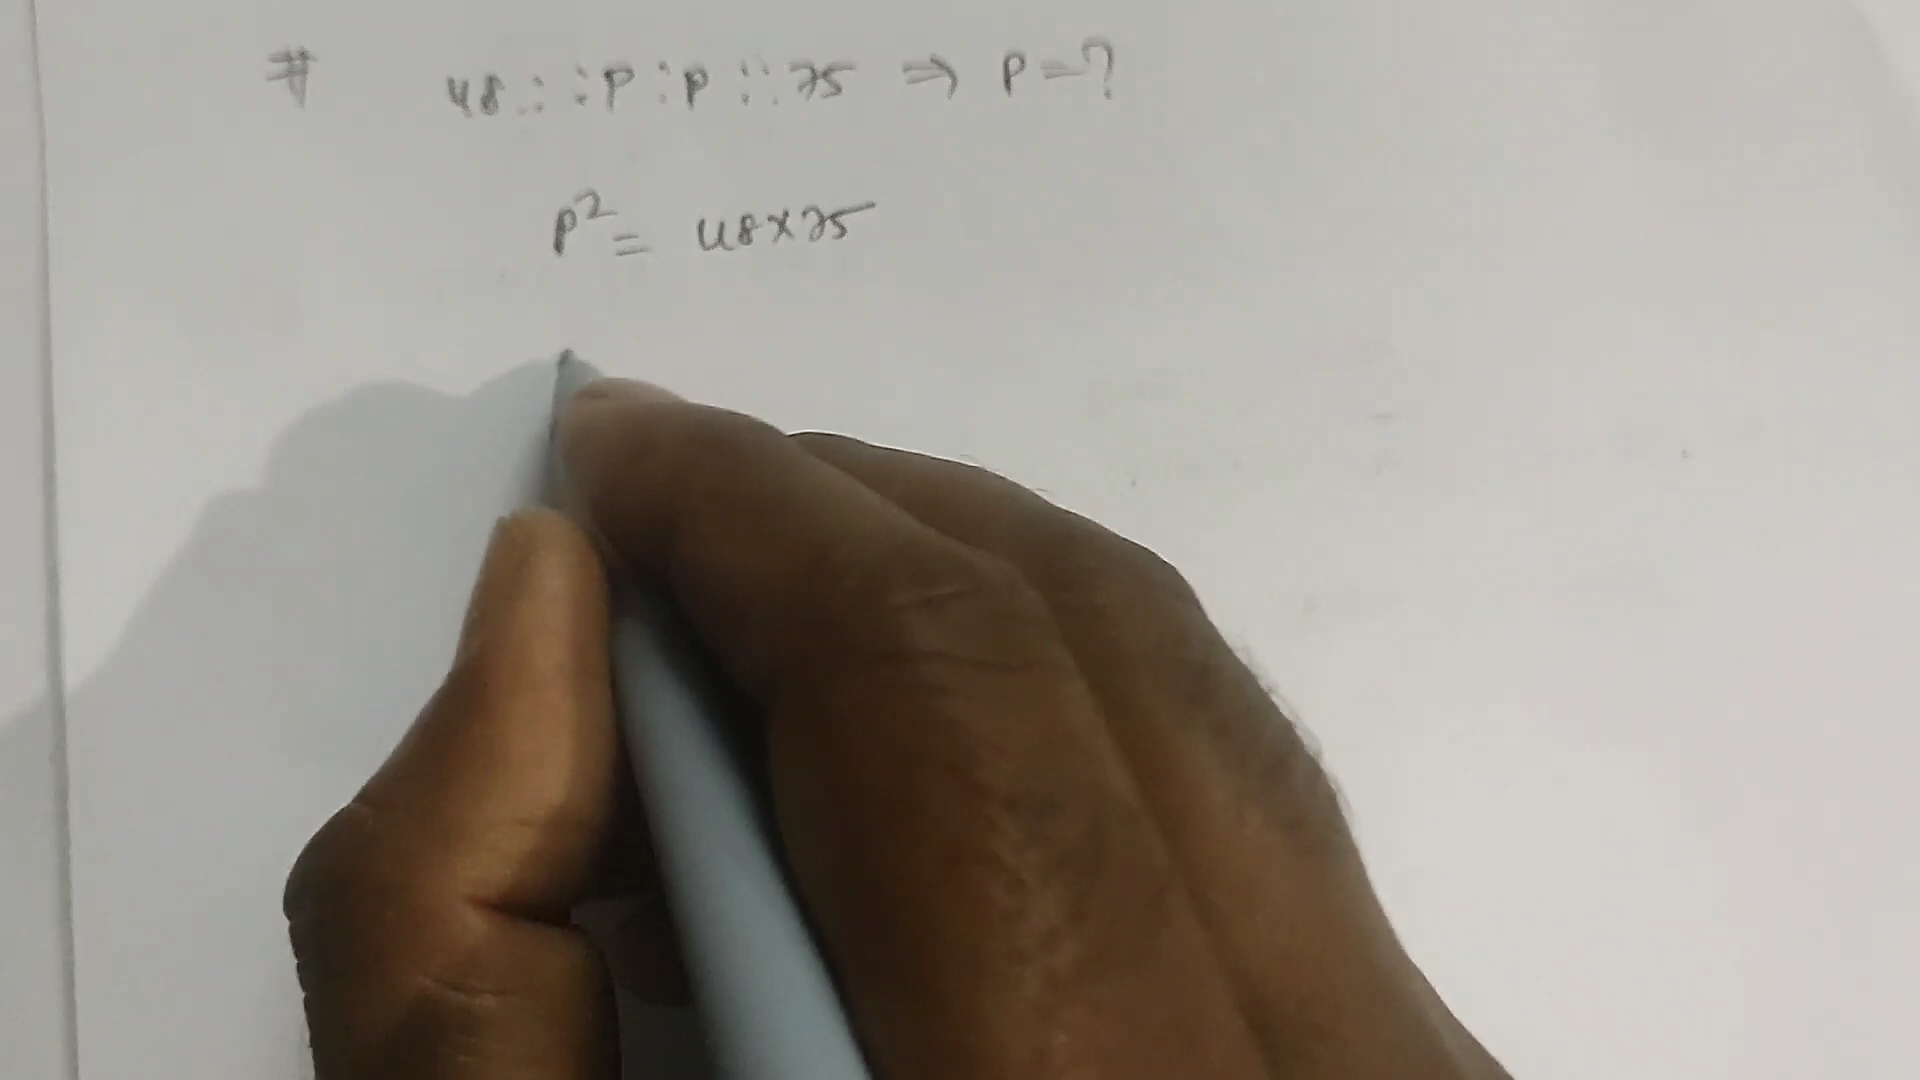 # 48 :: :P : P :: 75 ⇒ P = ?
P² = 48×75